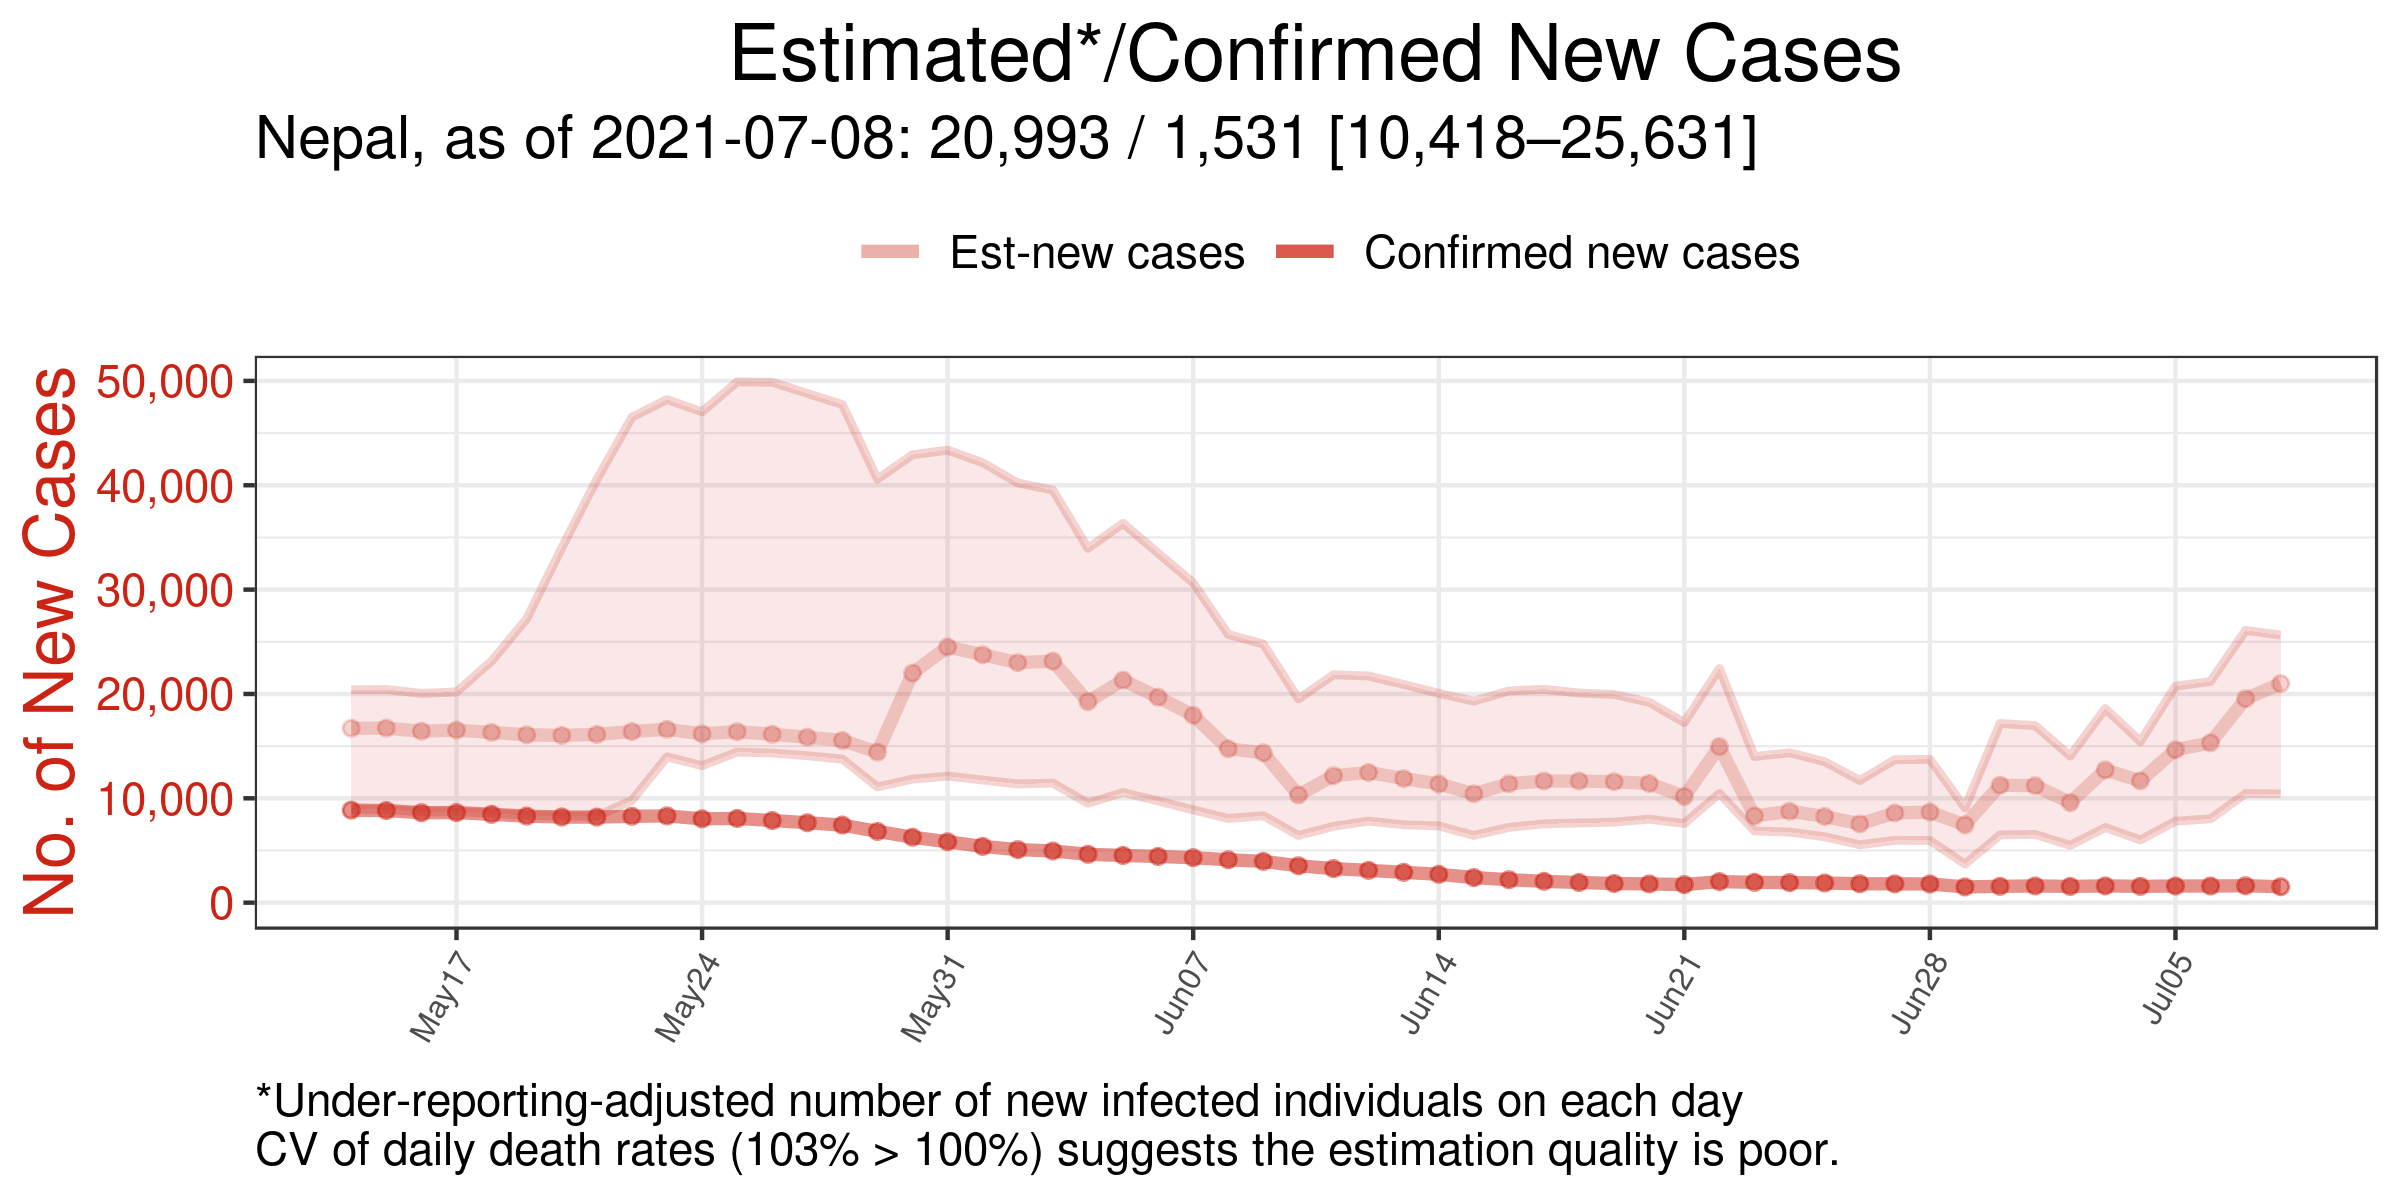 Estimated*/Confirmed New Cases
Nepal, as of 2021-07-08: 20,993 / 1,531 [10,418–25,631]
Est-new cases
Confirmed new cases
No. of New Cases
50,000
40,000
30,000
20,000
10,000
0
May17
May24
May31
Jun07
Jun14
Jun21
Jun28
Jul05
*Under-reporting-adjusted number of new infected individuals on each day
CV of daily death rates (103% > 100%) suggests the estimation quality is poor.